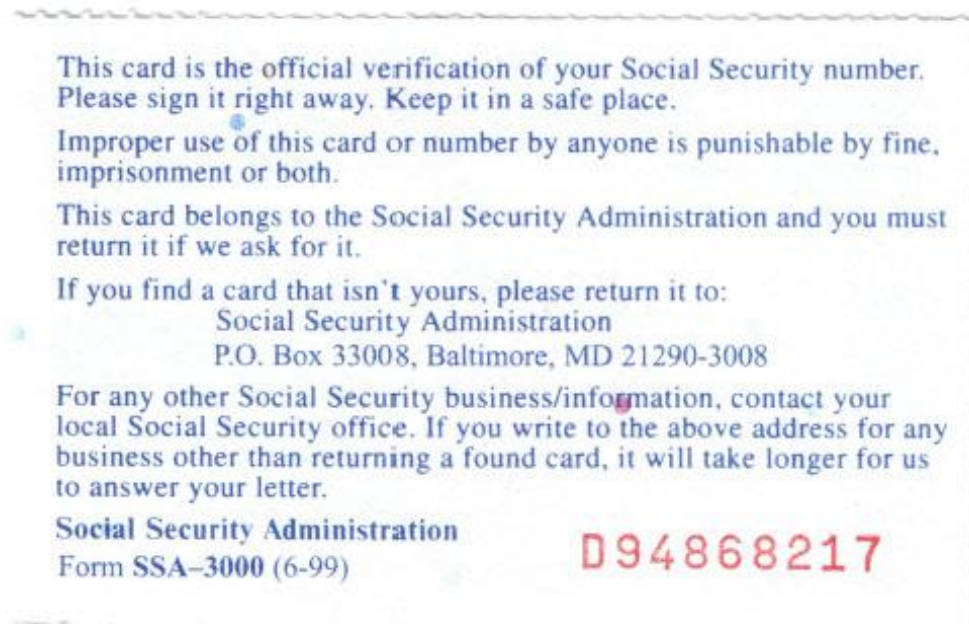 This card is the official verification of your Social Security number.
Please sign it right away. Keep it in a safe place.
Improper use of this card or number by anyone is punishable by fine,
imprisonment or both.
This card belongs to the Social Security Administration and you must
return it if we ask for it.
If you find a card that isn't yours, please return it to:
Social Security Administration
P.O. Box 33008, Baltimore, MD 21290-3008
For any other Social Security business/information, contact your
local Social Security office. If you write to the above address for any
business other than returning a found card, it will take longer for us
to answer your letter.
Social Security Administration
Form SSA–3000 (6-99)
D94868217